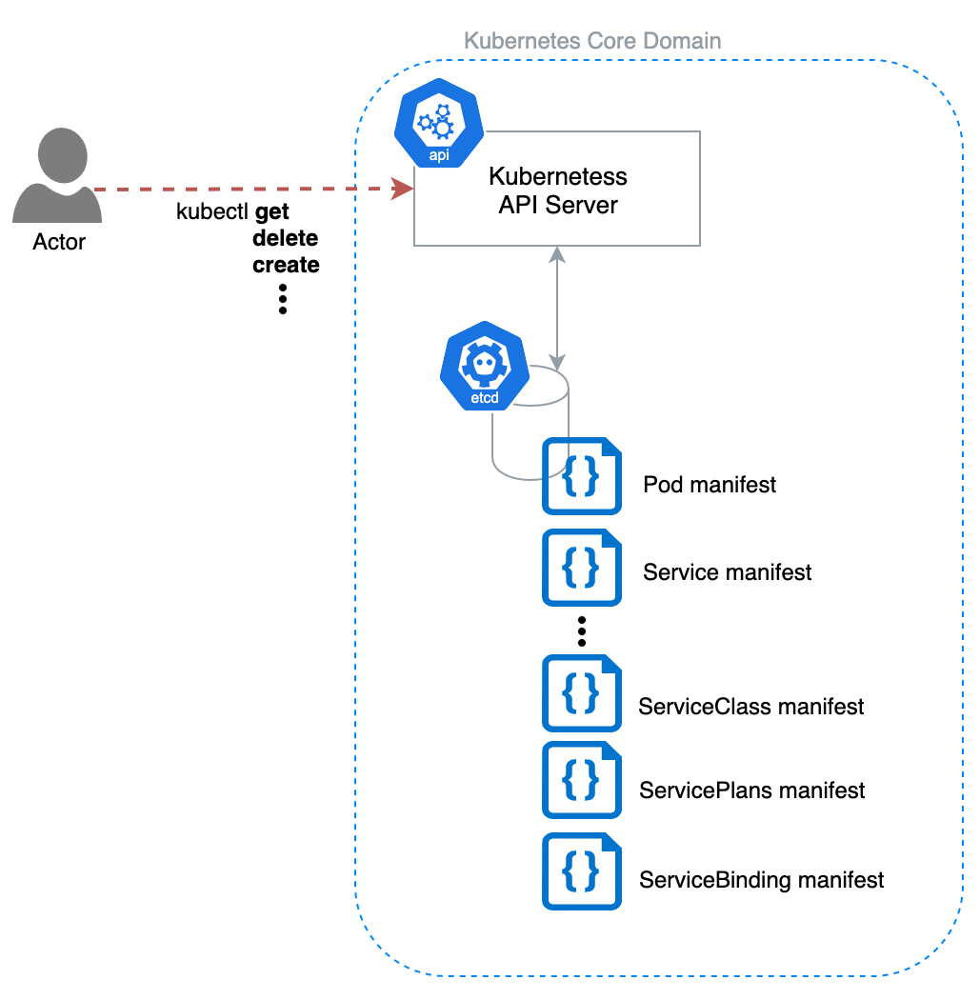 Kubernetes Core Domain
api
Kubernetess
API Server
Actor
kubectl get
delete
create
etcd
Pod manifest
Service manifest
ServiceClass manifest
ServicePlans manifest
ServiceBinding manifest